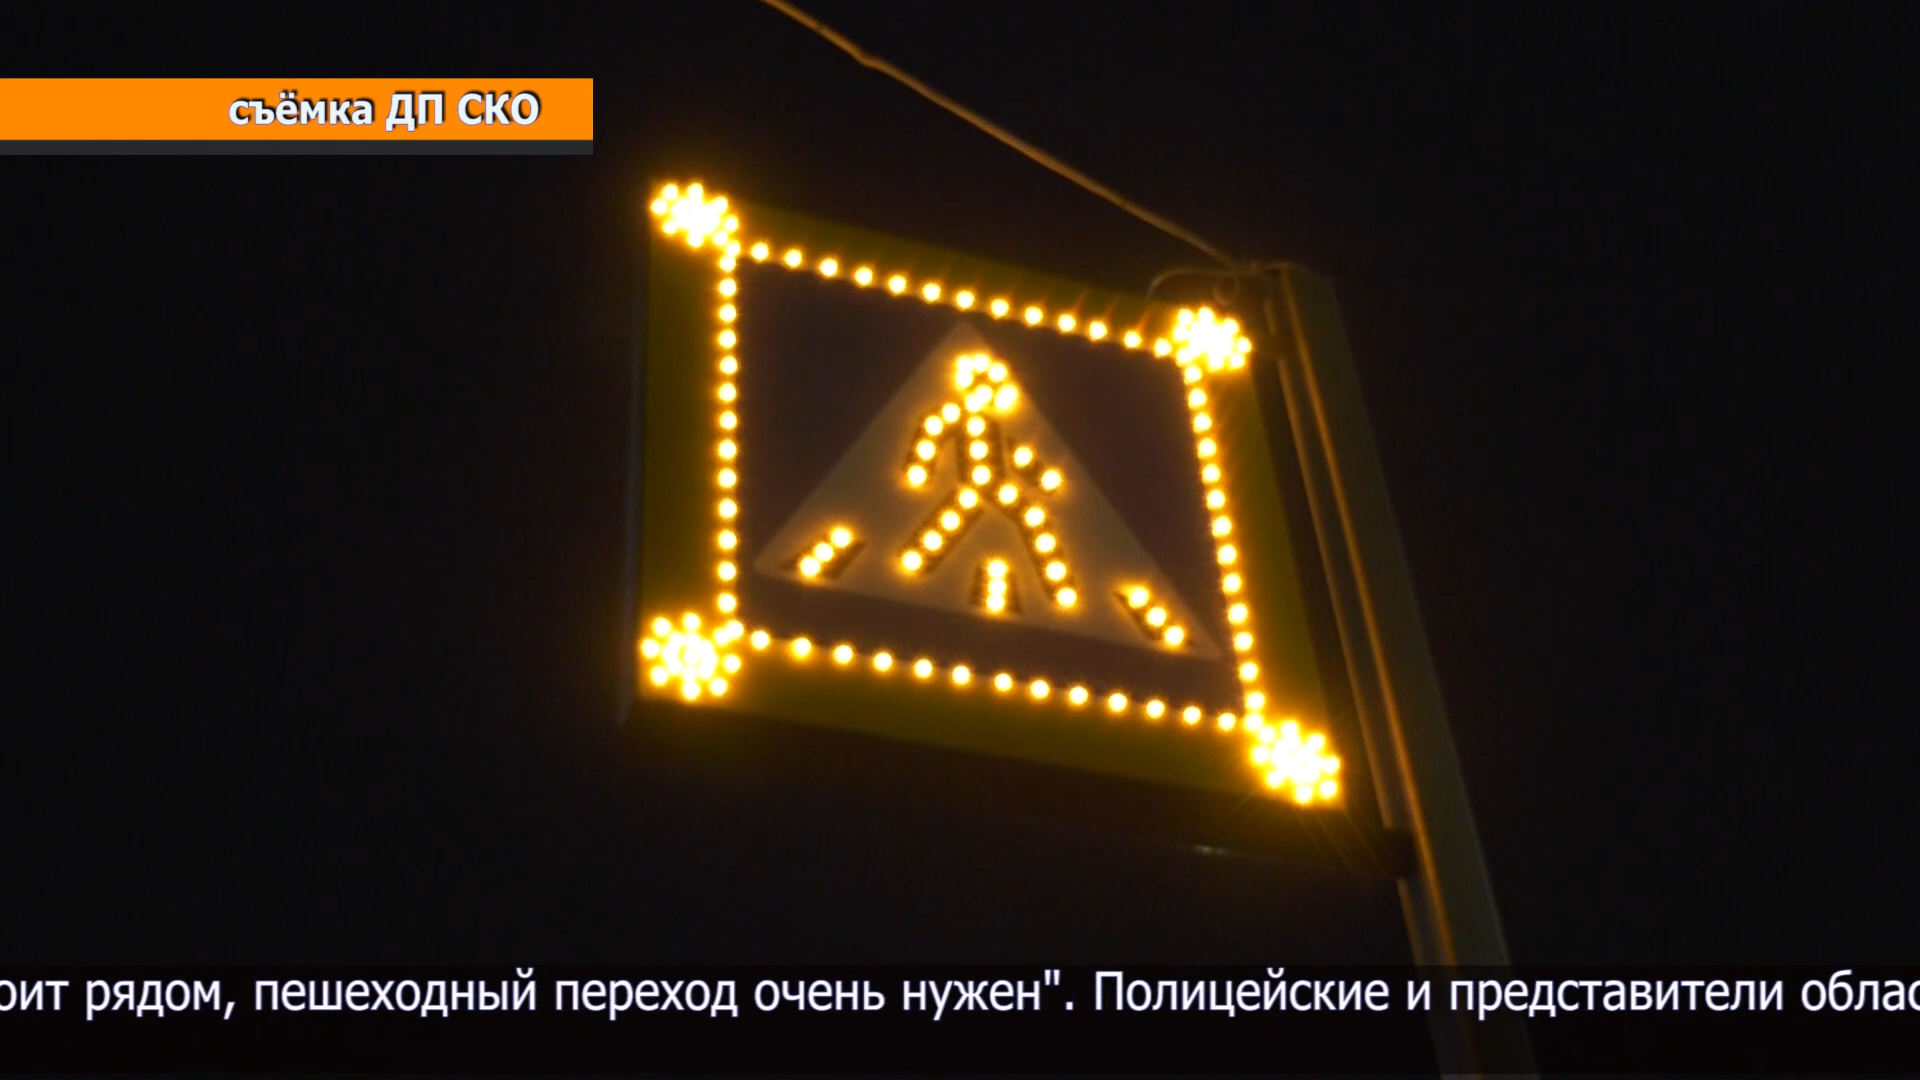 съёмка ДП СКО
оит рядом, пешеходный переход очень нужен". Полицейские и представители облас